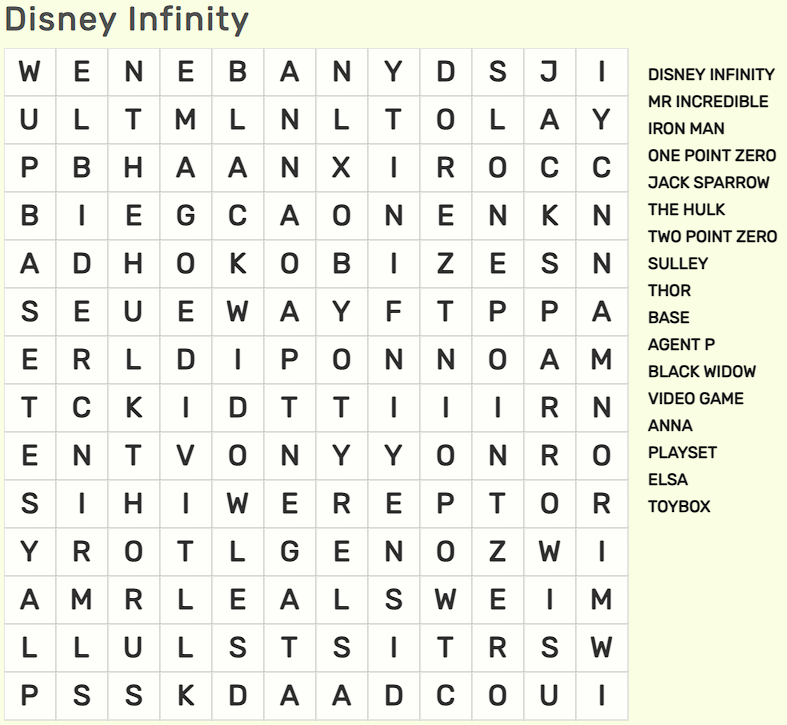 Disney Infinity
W E N E B A N Y D S J I
U L T M L N L T O L A Y
P B H A A N X I R O C C
B I E G C A O N E N K N
A D H O K O B I Z E S N
S E U E W A Y F T P P A
E R L D I P O N N O A M
T C K I D T T I I I R N
E N T V O N Y Y O N R O
S I H I W E R E P T O R
Y R O T L G E N O Z W I
A M R L E A L S W E I M
L L U L S T S I T R S W
P S S K D A A D C O U I
DISNEY INFINITY
MR INCREDIBLE
IRON MAN
ONE POINT ZERO
JACK SPARROW
THE HULK
TWO POINT ZERO
SULLEY
THOR
BASE
AGENT P
BLACK WIDOW
VIDEO GAME
ANNA
PLAYSET
ELSA
TOYBOX